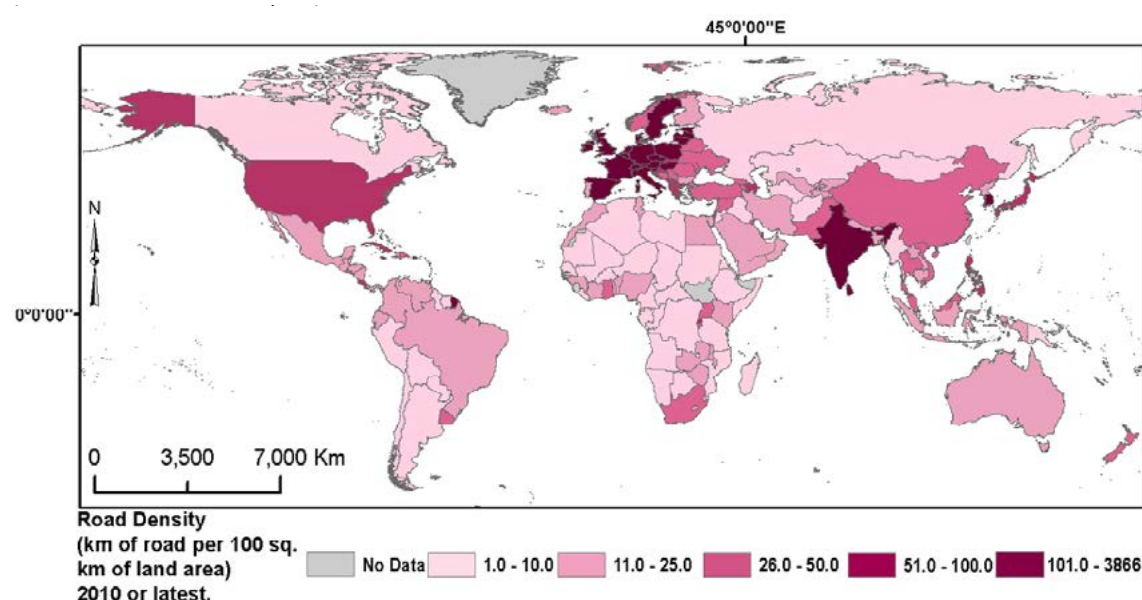 45°0'00"E
N
0°0'00"
0 3,500 7,000 Km
Road Density
(km of road per 100 sq.
km of land area)
2010 or latest.
No Data 1.0 - 10.0 11.0 - 25.0 26.0 - 50.0 51.0 - 100.0 101.0 - 3866